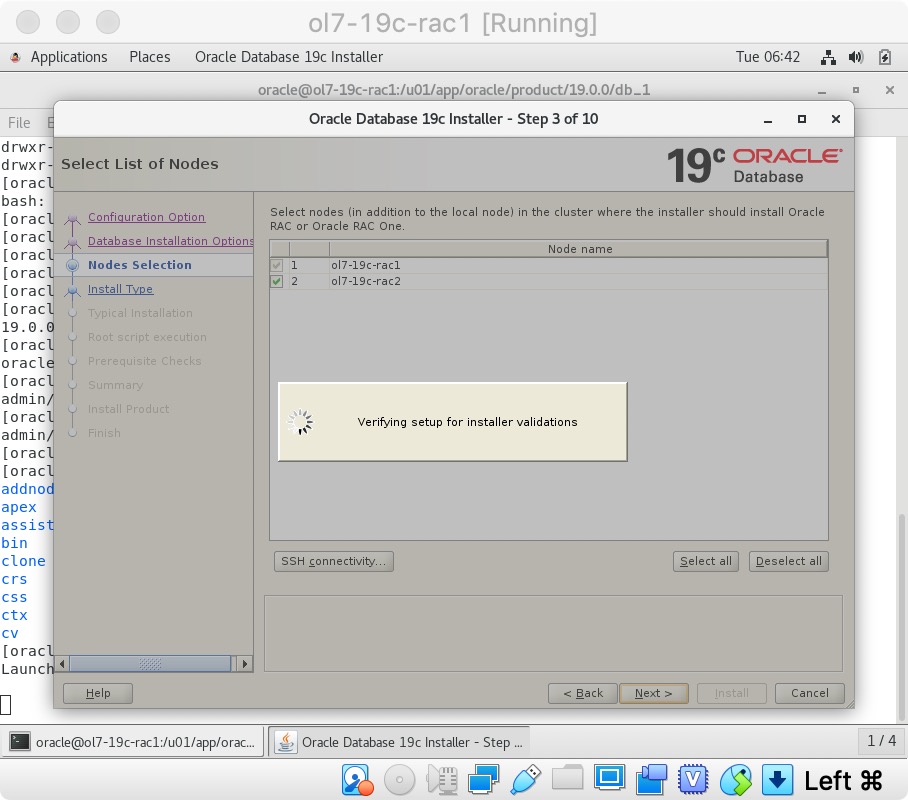 ol7-19c-rac1 [Running]
Applications Places Oracle Database 19c Installer Tue 06:42
oracle@ol7-19c-rac1:/u01/app/oracle/product/19.0.0/db_1
File E
Oracle Database 19c Installer - Step 3 of 10
Select List of Nodes
19c ORACLE
Database
Configuration Option
Database Installation Options
Nodes Selection
Install Type
Typical Installation
Root script execution
Prerequisite Checks
Summary
Install Product
Finish
Select nodes (in addition to the local node) in the cluster where the installer should install Oracle
RAC or Oracle RAC One.
Node name
1 ol7-19c-rac1
2 ol7-19c-rac2
Verifying setup for installer validations
SSH connectivity... Select all Deselect all
Help < Back Next > Install Cancel
drwxr-
drwxr-
[oracl
bash:
[oracl
[oracl
[oracl
[oracl
[oracl
[oracl
19.0.0
[oracl
oracle
[oracl
admin/
[oracl
admin/
[oracl
[oracl
addnod
apex
assist
bin
clone
crs
css
ctx
cv
[oracl
Launch
oracle@ol7-19c-rac1:/u01/app/orac... Oracle Database 19c Installer - Step ... 1 / 4
Left ⌘